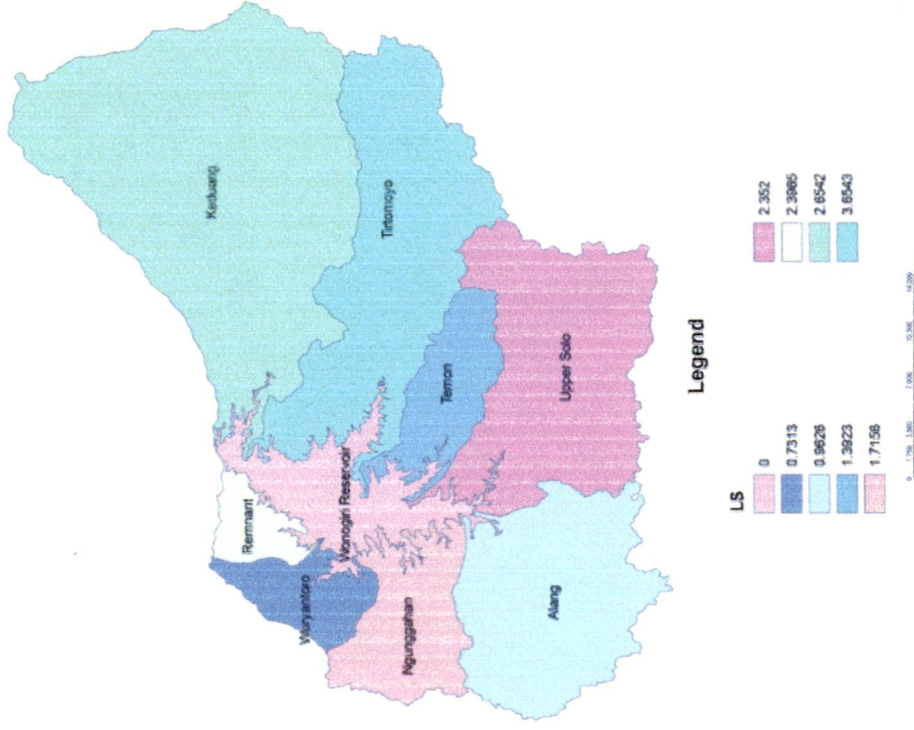 Keduang
Tirtomoyo
Remnant
Wuryantoro
Wonogiri Reservoir
Temon
Ngunggahan
Upper Solo
Alang
Legend
LS
0
0.7313
0.9626
1.3923
1.7156
2.352
2.3965
2.6542
3.6543